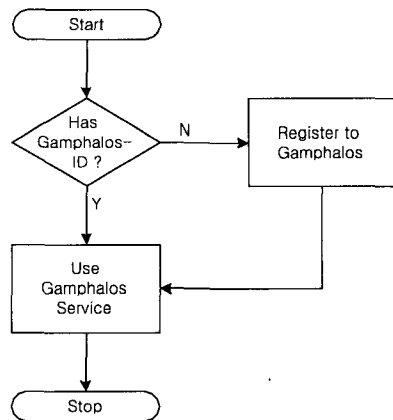 Start
Has
Gamphalos-
ID ?
N
Register to
Gamphalos
Y
Use
Gamphalos
Service
Stop